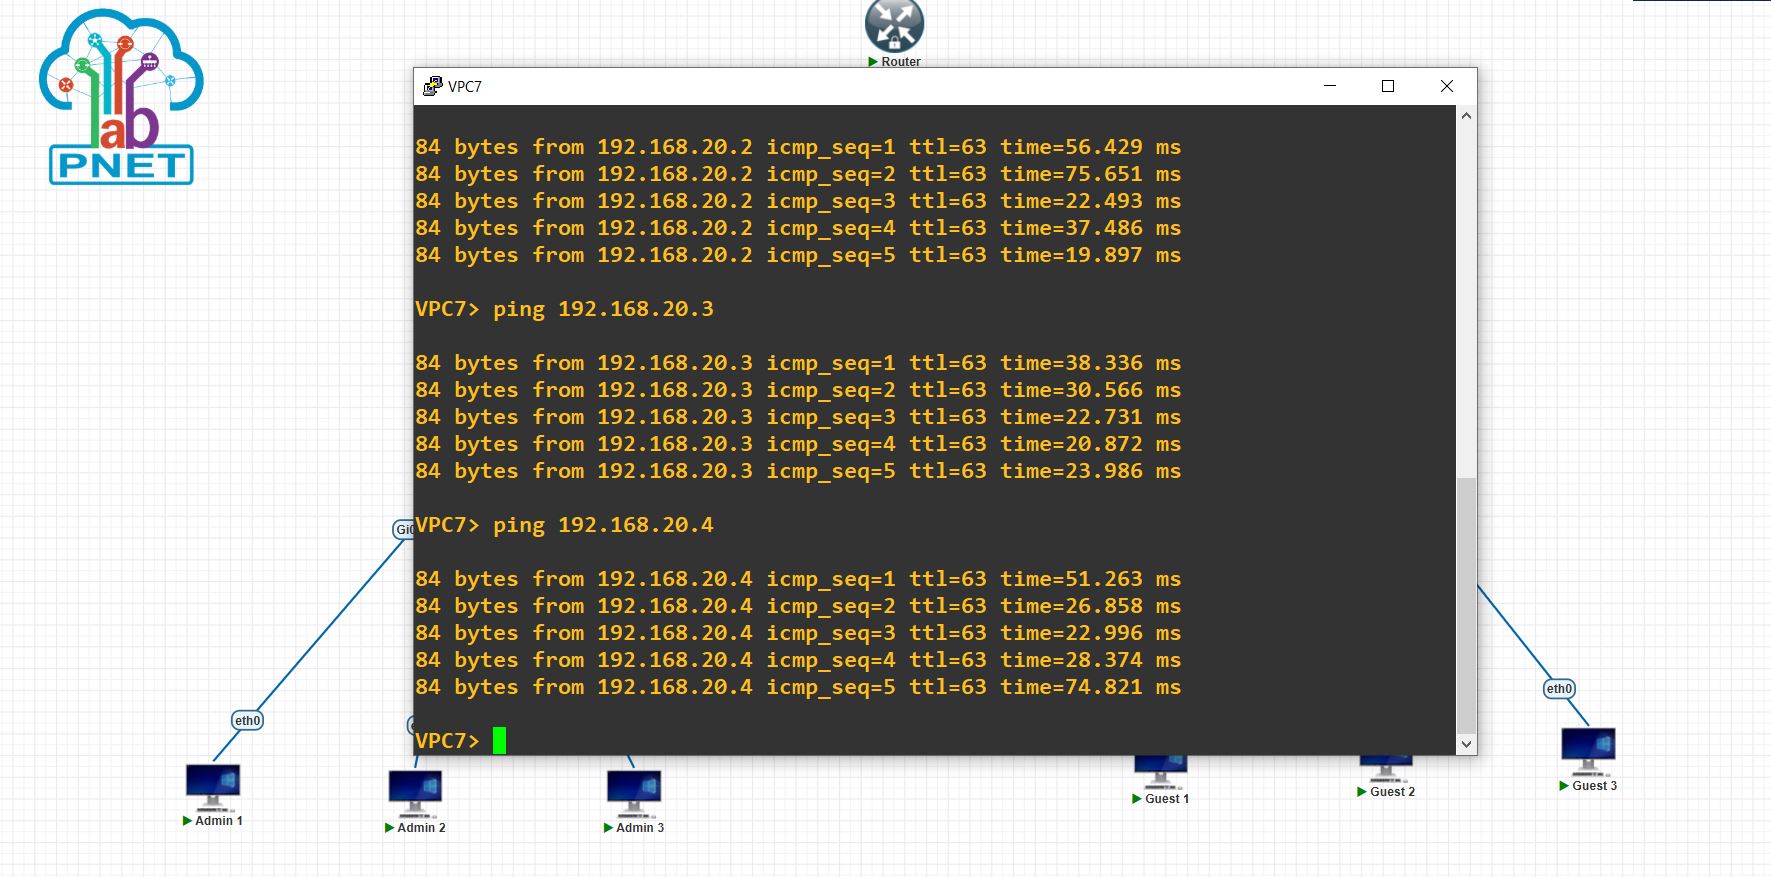 lab
PNET
Router
VPC7
84 bytes from 192.168.20.2 icmp_seq=1 ttl=63 time=56.429 ms
84 bytes from 192.168.20.2 icmp_seq=2 ttl=63 time=75.651 ms
84 bytes from 192.168.20.2 icmp_seq=3 ttl=63 time=22.493 ms
84 bytes from 192.168.20.2 icmp_seq=4 ttl=63 time=37.486 ms
84 bytes from 192.168.20.2 icmp_seq=5 ttl=63 time=19.897 ms
VPC7> ping 192.168.20.3
84 bytes from 192.168.20.3 icmp_seq=1 ttl=63 time=38.336 ms
84 bytes from 192.168.20.3 icmp_seq=2 ttl=63 time=30.566 ms
84 bytes from 192.168.20.3 icmp_seq=3 ttl=63 time=22.731 ms
84 bytes from 192.168.20.3 icmp_seq=4 ttl=63 time=20.872 ms
84 bytes from 192.168.20.3 icmp_seq=5 ttl=63 time=23.986 ms
VPC7> ping 192.168.20.4
84 bytes from 192.168.20.4 icmp_seq=1 ttl=63 time=51.263 ms
84 bytes from 192.168.20.4 icmp_seq=2 ttl=63 time=26.858 ms
84 bytes from 192.168.20.4 icmp_seq=3 ttl=63 time=22.996 ms
84 bytes from 192.168.20.4 icmp_seq=4 ttl=63 time=28.374 ms
84 bytes from 192.168.20.4 icmp_seq=5 ttl=63 time=74.821 ms
VPC7>
eth0
eth0
Admin 1
Admin 2
Admin 3
Guest 1
Guest 2
Guest 3